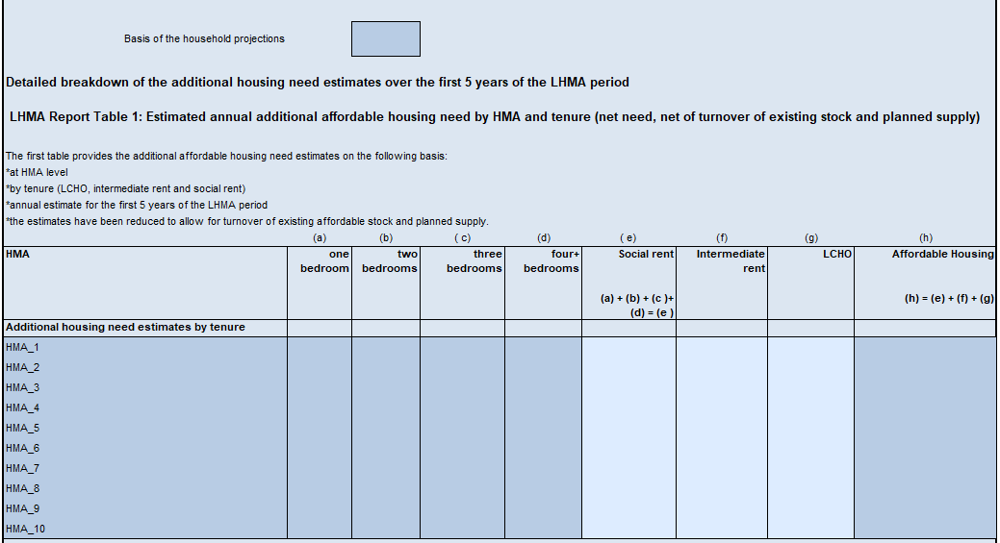 Basis of the household projections
Detailed breakdown of the additional housing need estimates over the first 5 years of the LHMA period
LHMA Report Table 1: Estimated annual additional affordable housing need by HMA and tenure (net need, net of turnover of existing stock and planned supply)
The first table provides the additional affordable housing need estimates on the following basis:
*at HMA level
*by tenure (LCHO, intermediate rent and social rent)
*annual estimate for the first 5 years of the LHMA period
*the estimates have been reduced to allow for turnover of existing affordable stock and planned supply.
(a) (b) ( c) (d) ( e) (f) (g) (h)
HMA one two three four+ Social rent Intermediate LCHO Affordable Housing
bedroom bedrooms bedrooms bedrooms rent
(a) + (b) + (c )+ (h) = (e) + (f) + (g)
(d) = (e )
Additional housing need estimates by tenure
HMA_1
HMA_2
HMA_3
HMA_4
HMA_5
HMA_6
HMA_7
HMA_8
HMA_9
HMA_10